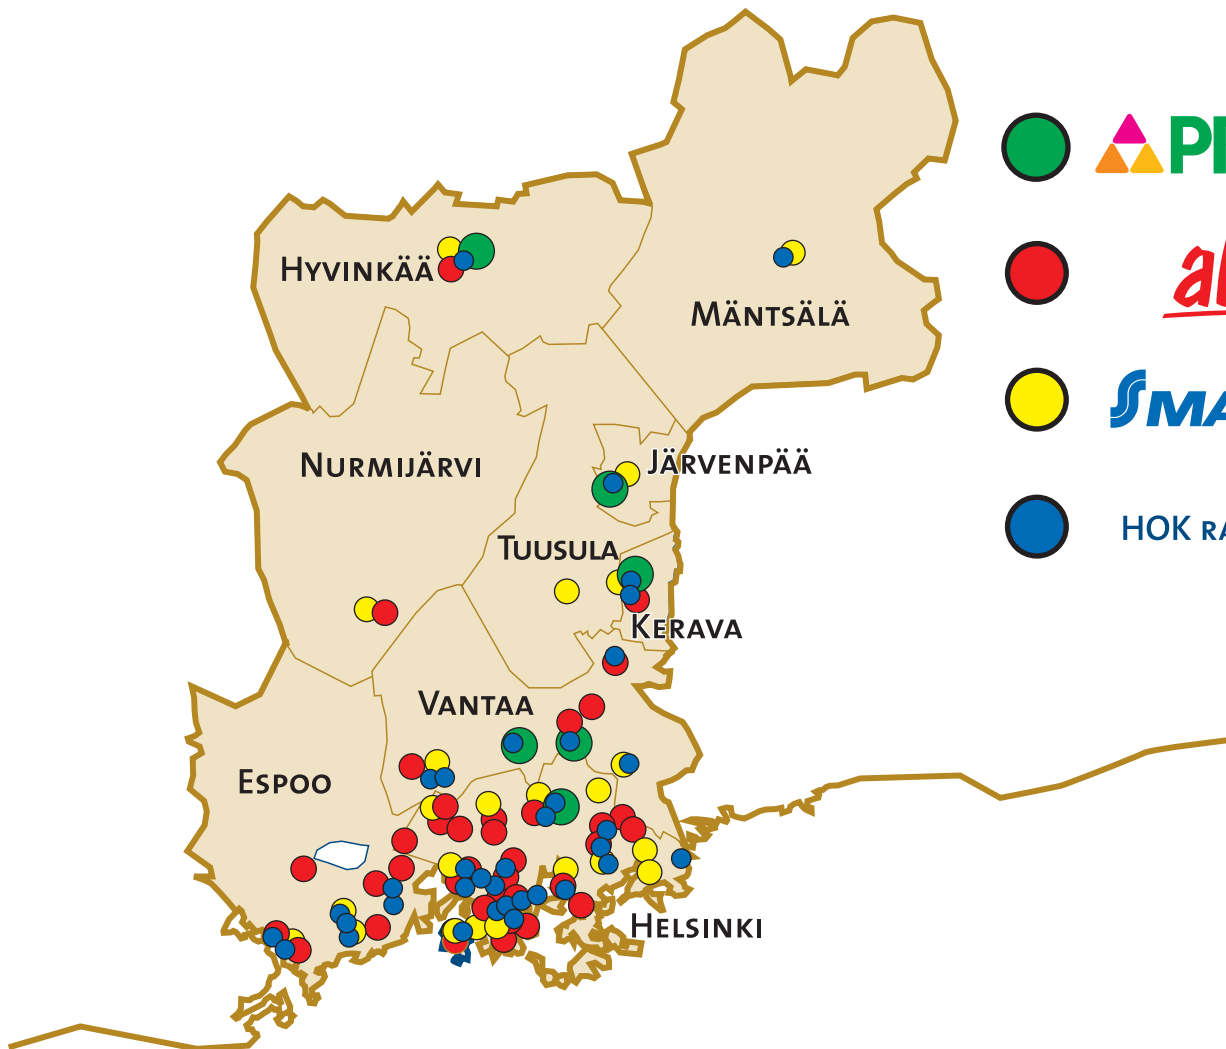 HYVINKÄÄ
MÄNTSÄLÄ
NURMIJÄRVI
JÄRVENPÄÄ
TUUSULA
KERAVA
VANTAA
ESPOO
HELSINKI
HOK